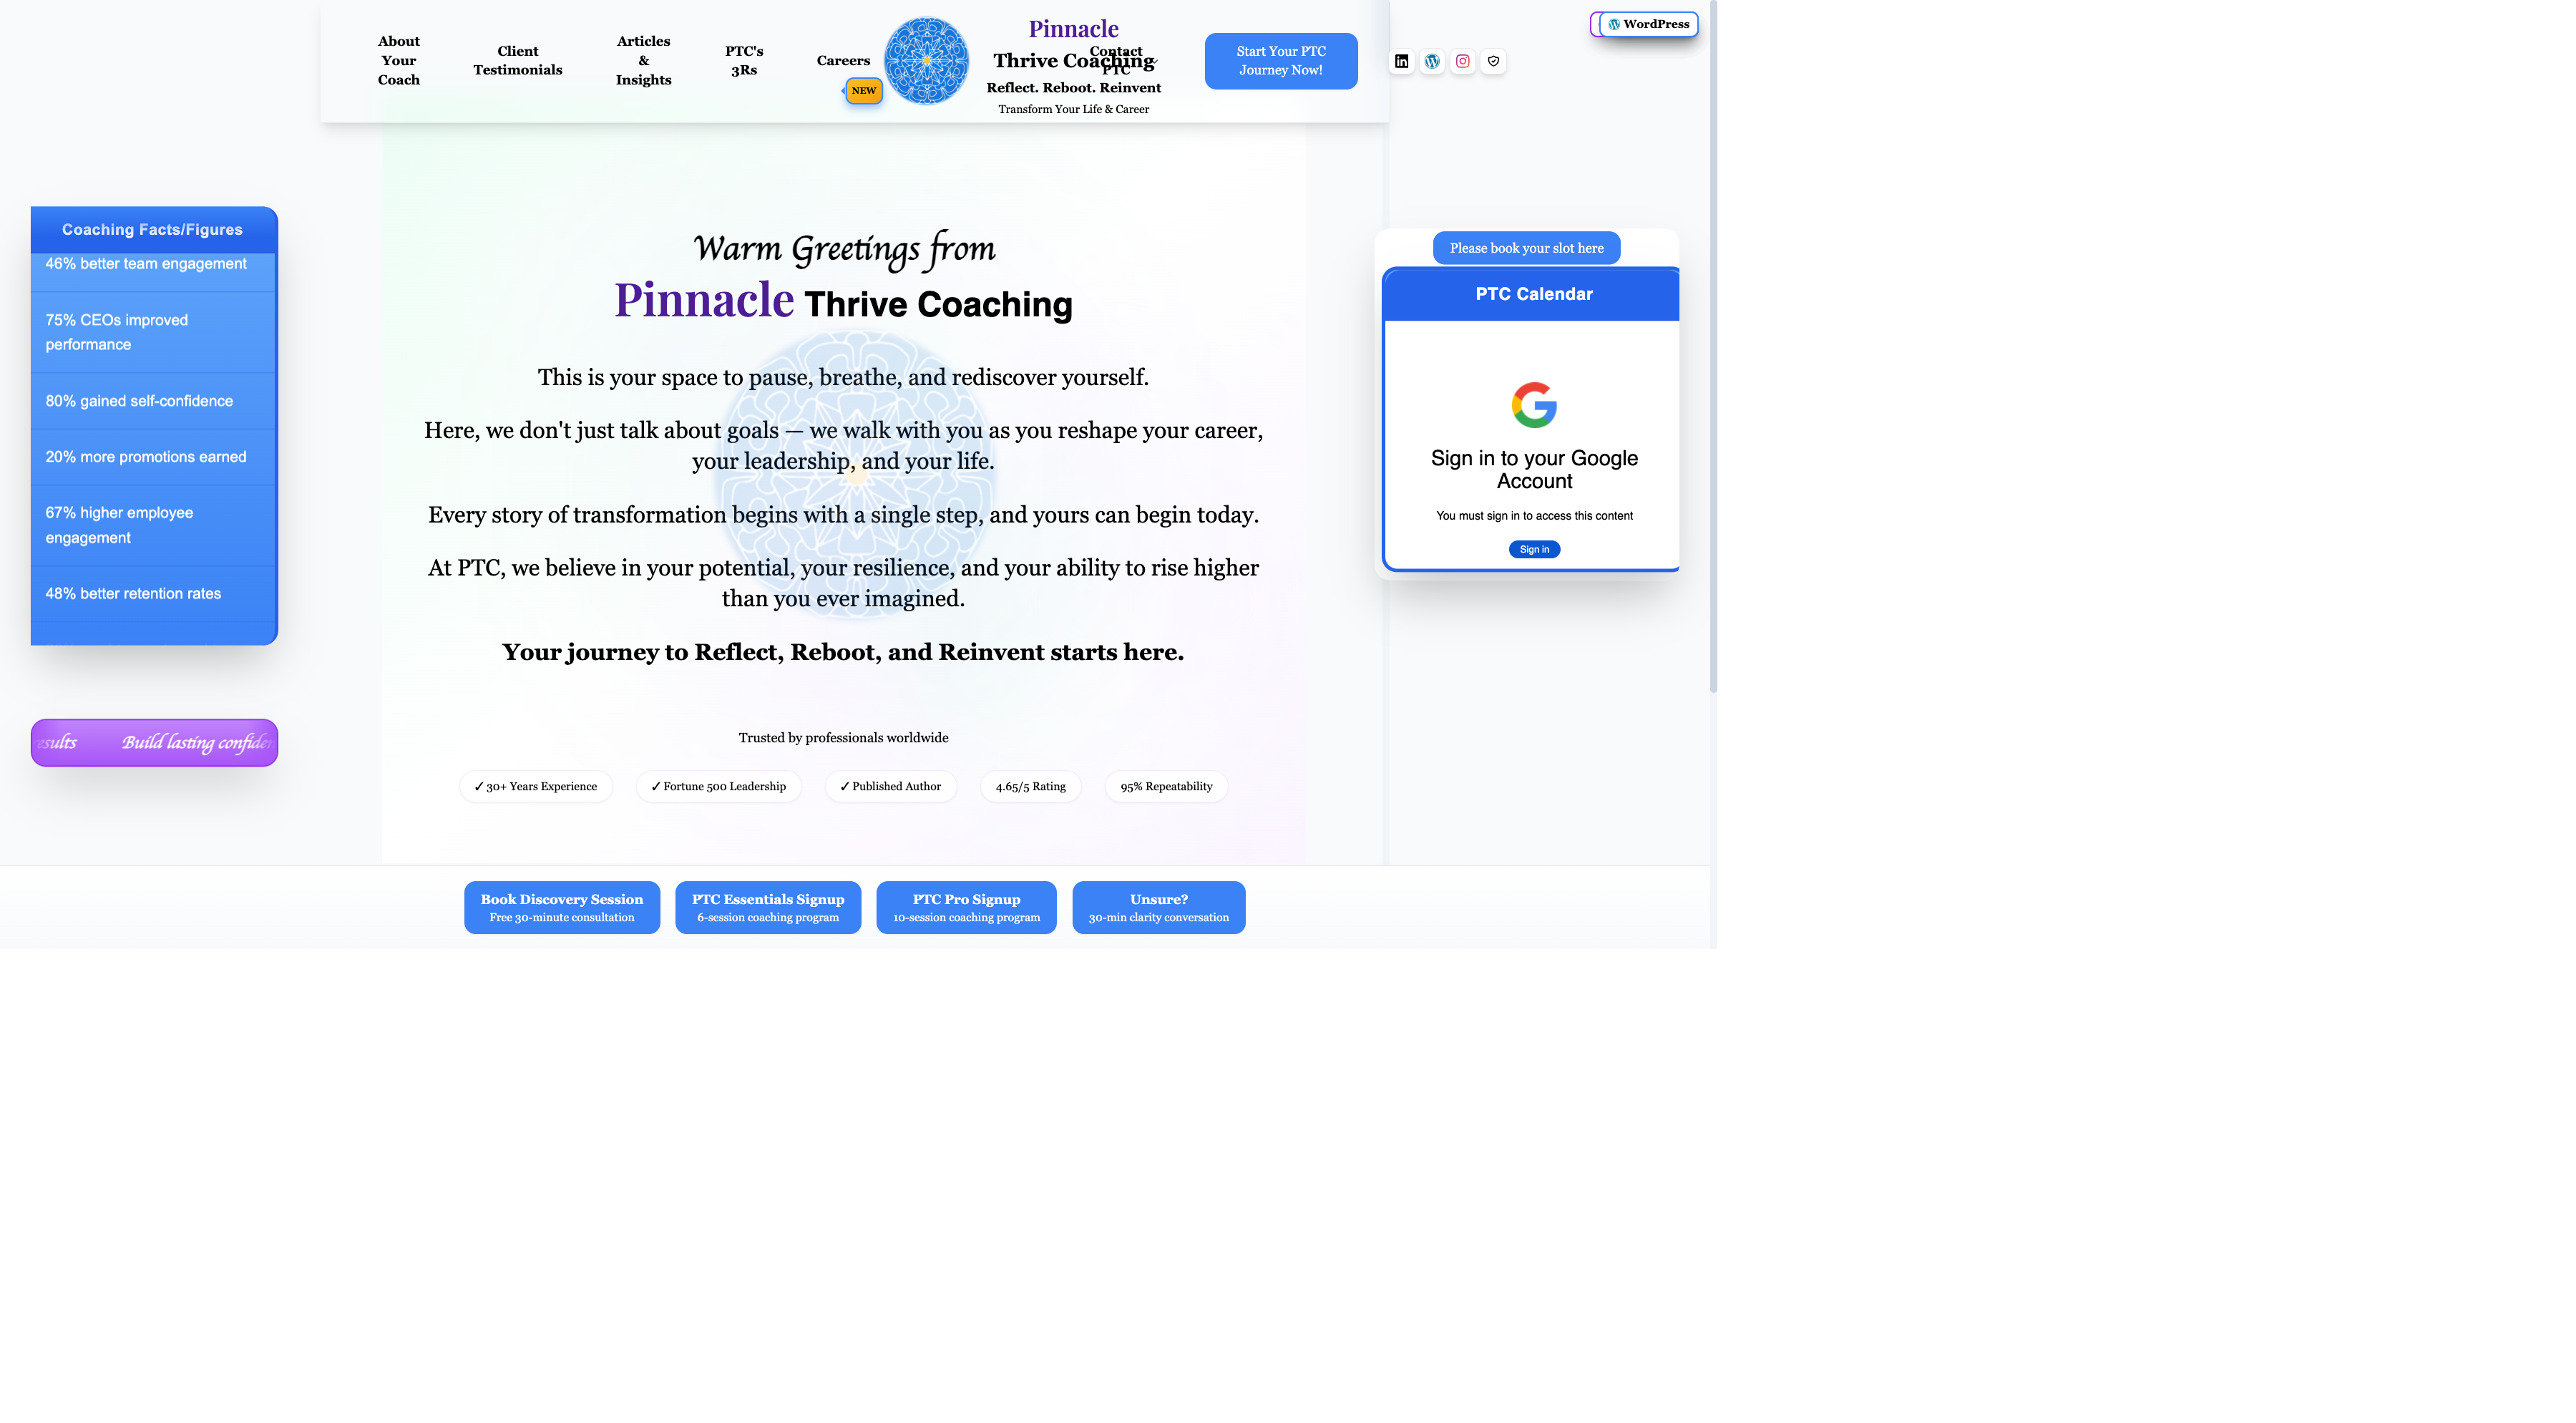 About
Your
Coach
Client
Testimonials
Articles
&
Insights
PTC's
3Rs
Careers
NEW
Pinnacle
Thrive Coaching
Reflect. Reboot. Reinvent
Transform Your Life & Career
Contact
PTC
Start Your PTC
Journey Now!
WordPress
Coaching Facts/Figures
46% better team engagement
75% CEOs improved
performance
80% gained self-confidence
20% more promotions earned
67% higher employee
engagement
48% better retention rates
Build lasting
Warm Greetings from
Pinnacle Thrive Coaching
This is your space to pause, breathe, and rediscover yourself.
Here, we don't just talk about goals — we walk with you as you reshape your career,
your leadership, and your life.
Every story of transformation begins with a single step, and yours can begin today.
At PTC, we believe in your potential, your resilience, and your ability to rise higher
than you ever imagined.
Your journey to Reflect, Reboot, and Reinvent starts here.
Trusted by professionals worldwide
✓ 30+ Years Experience
✓ Fortune 500 Leadership
✓ Published Author
4.65/5 Rating
95% Repeatability
Please book your slot here
PTC Calendar
Sign in to your Google
Account
You must sign in to access this content
Sign in
Book Discovery Session
Free 30-minute consultation
PTC Essentials Signup
6-session coaching program
PTC Pro Signup
10-session coaching program
Unsure?
30-min clarity conversation